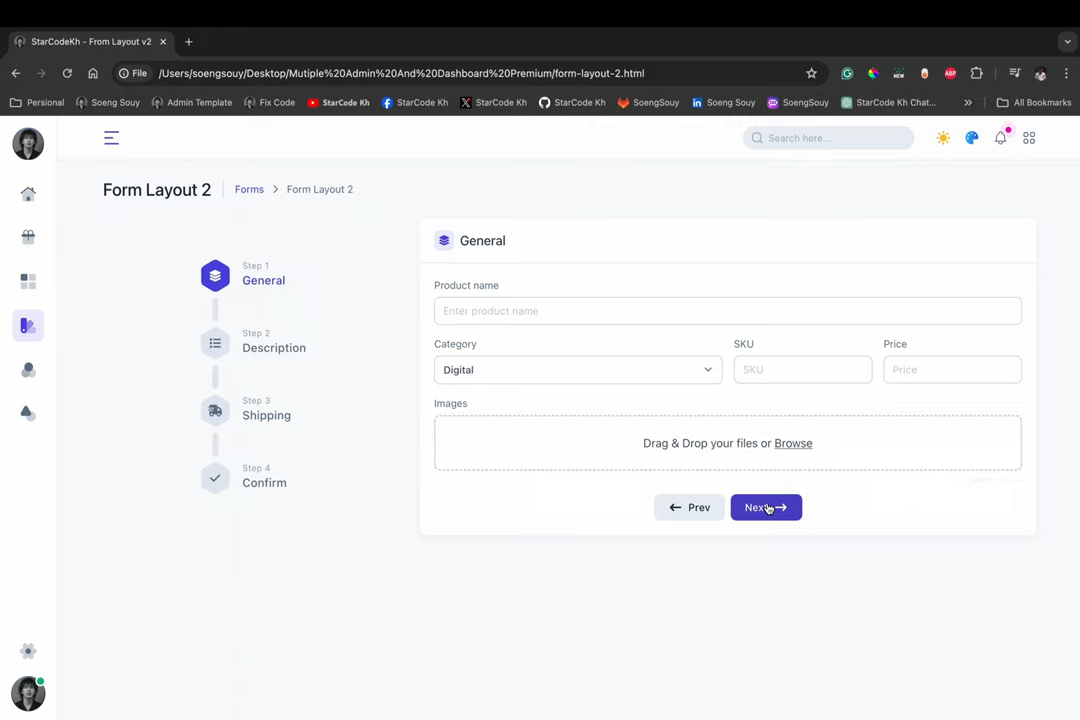 StarCodeKh - From Layout v2
File /Users/soengsouy/Desktop/Mutiple%20Admin%20And%20Dashboard%20Premium/form-layout-2.html
Personal Soeng Souy Admin Template Fix Code StarCode Kh StarCode Kh StarCode Kh StarCode Kh SoengSouy Soeng Souy SoengSouy StarCode Kh Chat... » All Bookmarks
Search here...
Form Layout 2 Forms Form Layout 2
Step 1
General
Step 2
Description
Step 3
Shipping
Step 4
Confirm
General
Product name
Enter product name
Category SKU Price
Digital SKU Price
Images
Drag & Drop your files or Browse
Prev Next